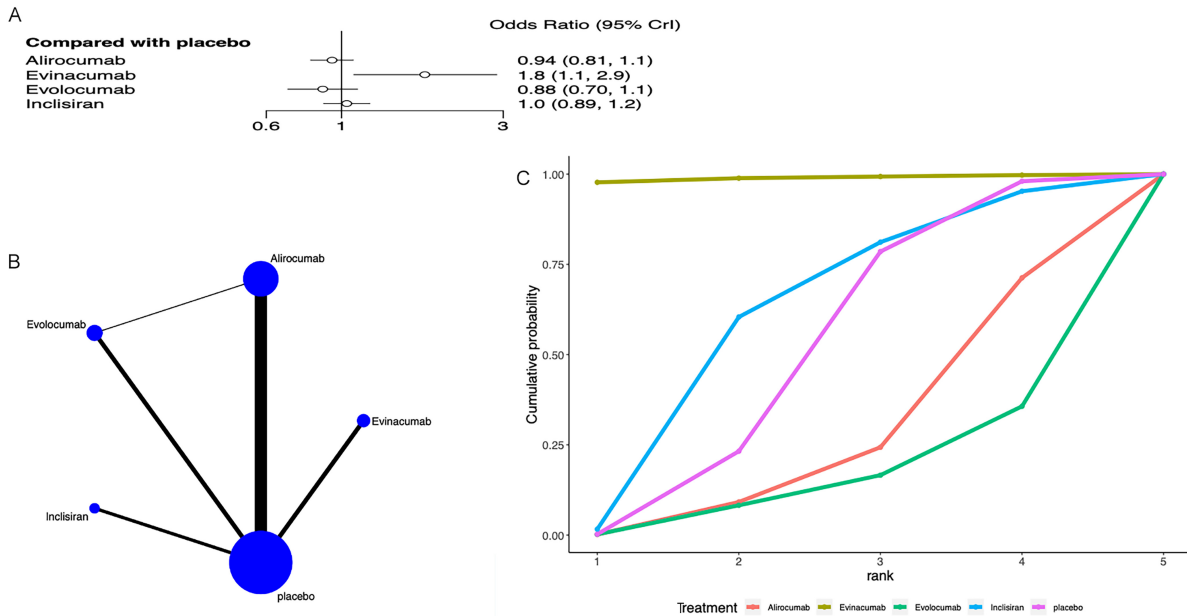 A
Odds Ratio (95% CrI)
Compared with placebo
Alirocumab 0.94 (0.81, 1.1)
Evinacumab 1.8 (1.1, 2.9)
Evolocumab 0.88 (0.70, 1.1)
Inclisiran 1.0 (0.89, 1.2)
0.6 1 3
B
Alirocumab
Evolocumab
Evinacumab
Inclisiran
placebo
C
1.00
0.75
0.50
0.25
0.00
Cumulative probability
1 2 3 4 5
rank
Treatment Alirocumab Evinacumab Evolocumab Inclisiran placebo